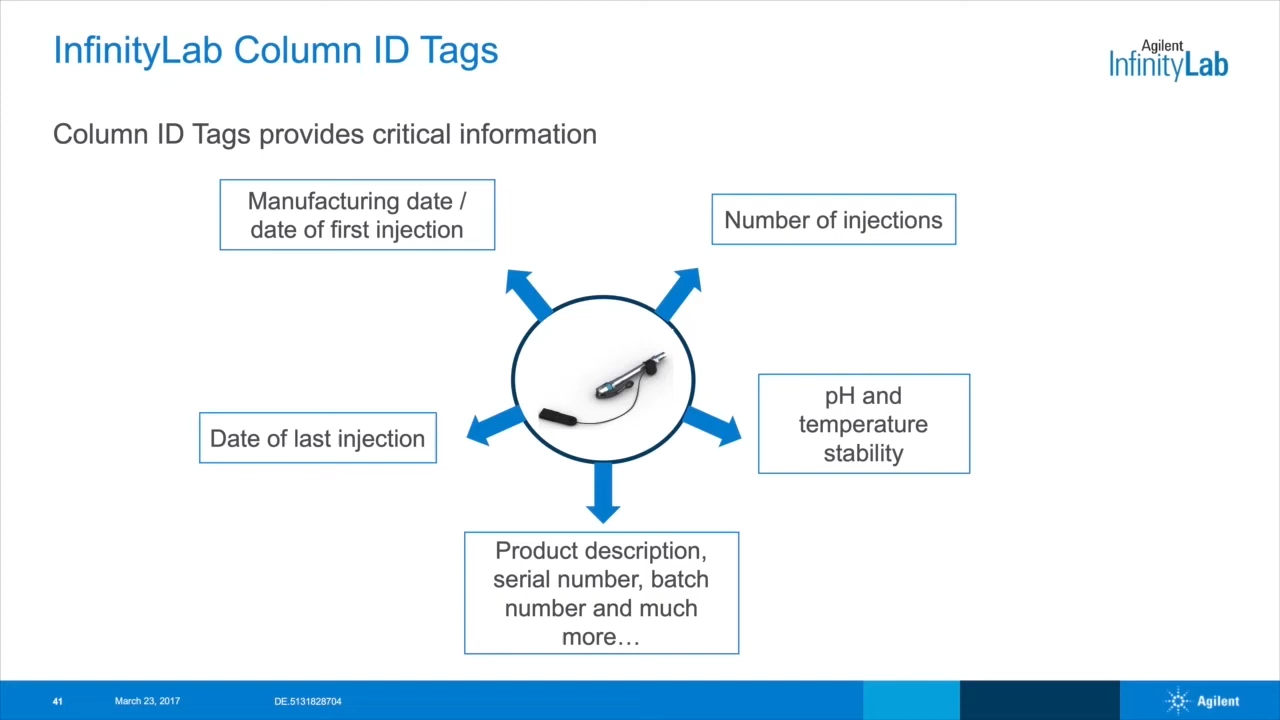 InfinityLab Column ID Tags
Agilent
InfinityLab
Column ID Tags provides critical information
Manufacturing date /
date of first injection
Number of injections
pH and
temperature
stability
Date of last injection
Product description,
serial number, batch
number and much
more…
41
March 23, 2017
DE.5131828704
Agilent